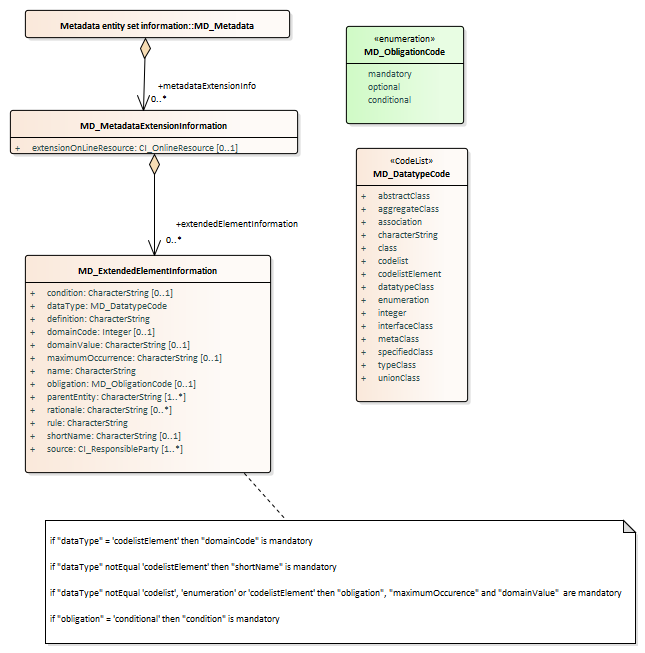 Metadata entity set information::MD_Metadata
+metadataExtensionInfo
0..*
MD_MetadataExtensionInformation
+ extensionOnLineResource: CI_OnlineResource [0..1]
+extendedElementInformation
0..*
MD_ExtendedElementInformation
+ condition: CharacterString [0..1]
+ dataType: MD_DatatypeCode
+ definition: CharacterString
+ domainCode: Integer [0..1]
+ domainValue: CharacterString [0..1]
+ maximumOccurrence: CharacterString [0..1]
+ name: CharacterString
+ obligation: MD_ObligationCode [0..1]
+ parentEntity: CharacterString [1..*]
+ rationale: CharacterString [0..*]
+ rule: CharacterString
+ shortName: CharacterString [0..1]
+ source: CI_ResponsibleParty [1..*]
«enumeration»
MD_ObligationCode
mandatory
optional
conditional
«CodeList»
MD_DatatypeCode
+ abstractClass
+ aggregateClass
+ association
+ characterString
+ class
+ codelist
+ codelistElement
+ datatypeClass
+ enumeration
+ integer
+ interfaceClass
+ metaClass
+ specifiedClass
+ typeClass
+ unionClass
if "dataType" = 'codelistElement' then "domainCode" is mandatory
if "dataType" notEqual 'codelistElement' then "shortName" is mandatory
if "dataType" notEqual 'codelist', 'enumeration' or 'codelistElement' then "obligation", "maximumOccurence" and "domainValue" are mandatory
if "obligation" = 'conditional' then "condition" is mandatory